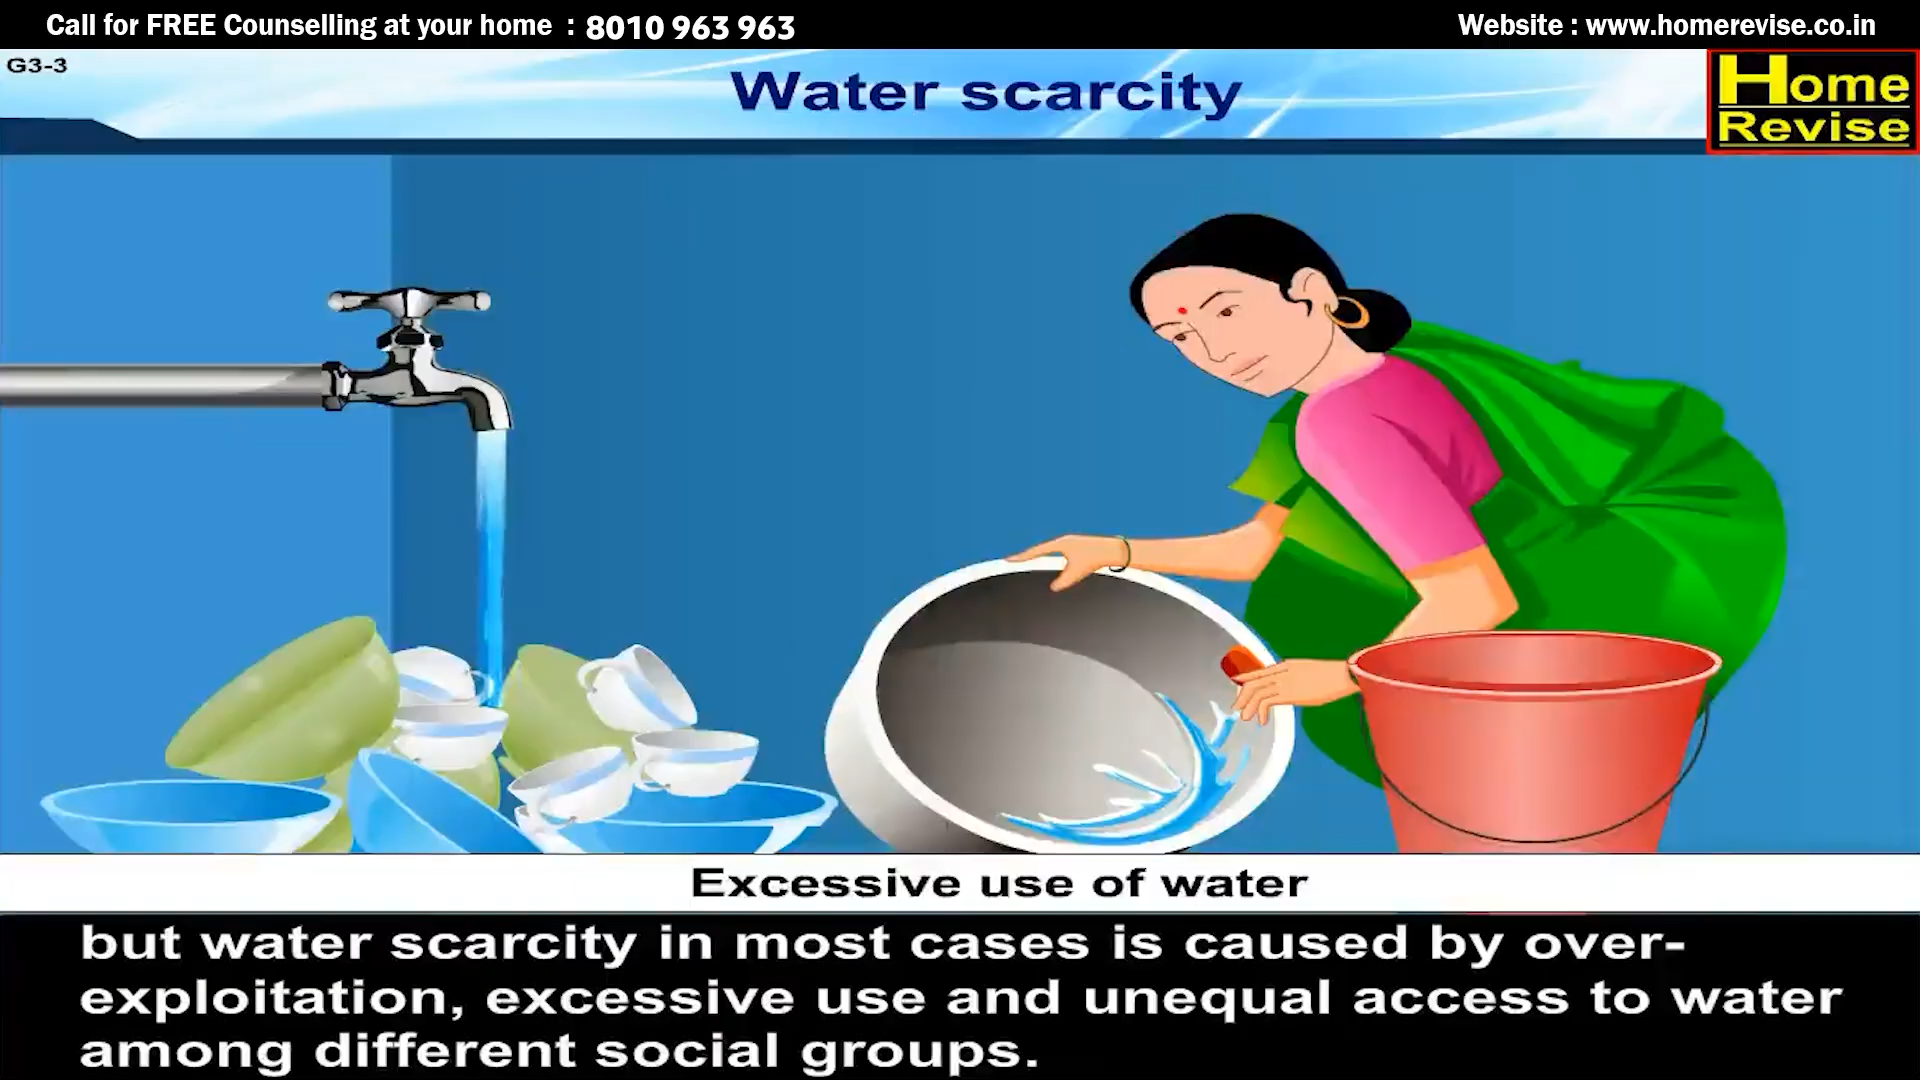 Call for FREE Counselling at your home : 8010 963 963
Website : www.homerevise.co.in
G3-3
Water scarcity
Home
Revise
Excessive use of water
but water scarcity in most cases is caused by over-
exploitation, excessive use and unequal access to water
among different social groups.